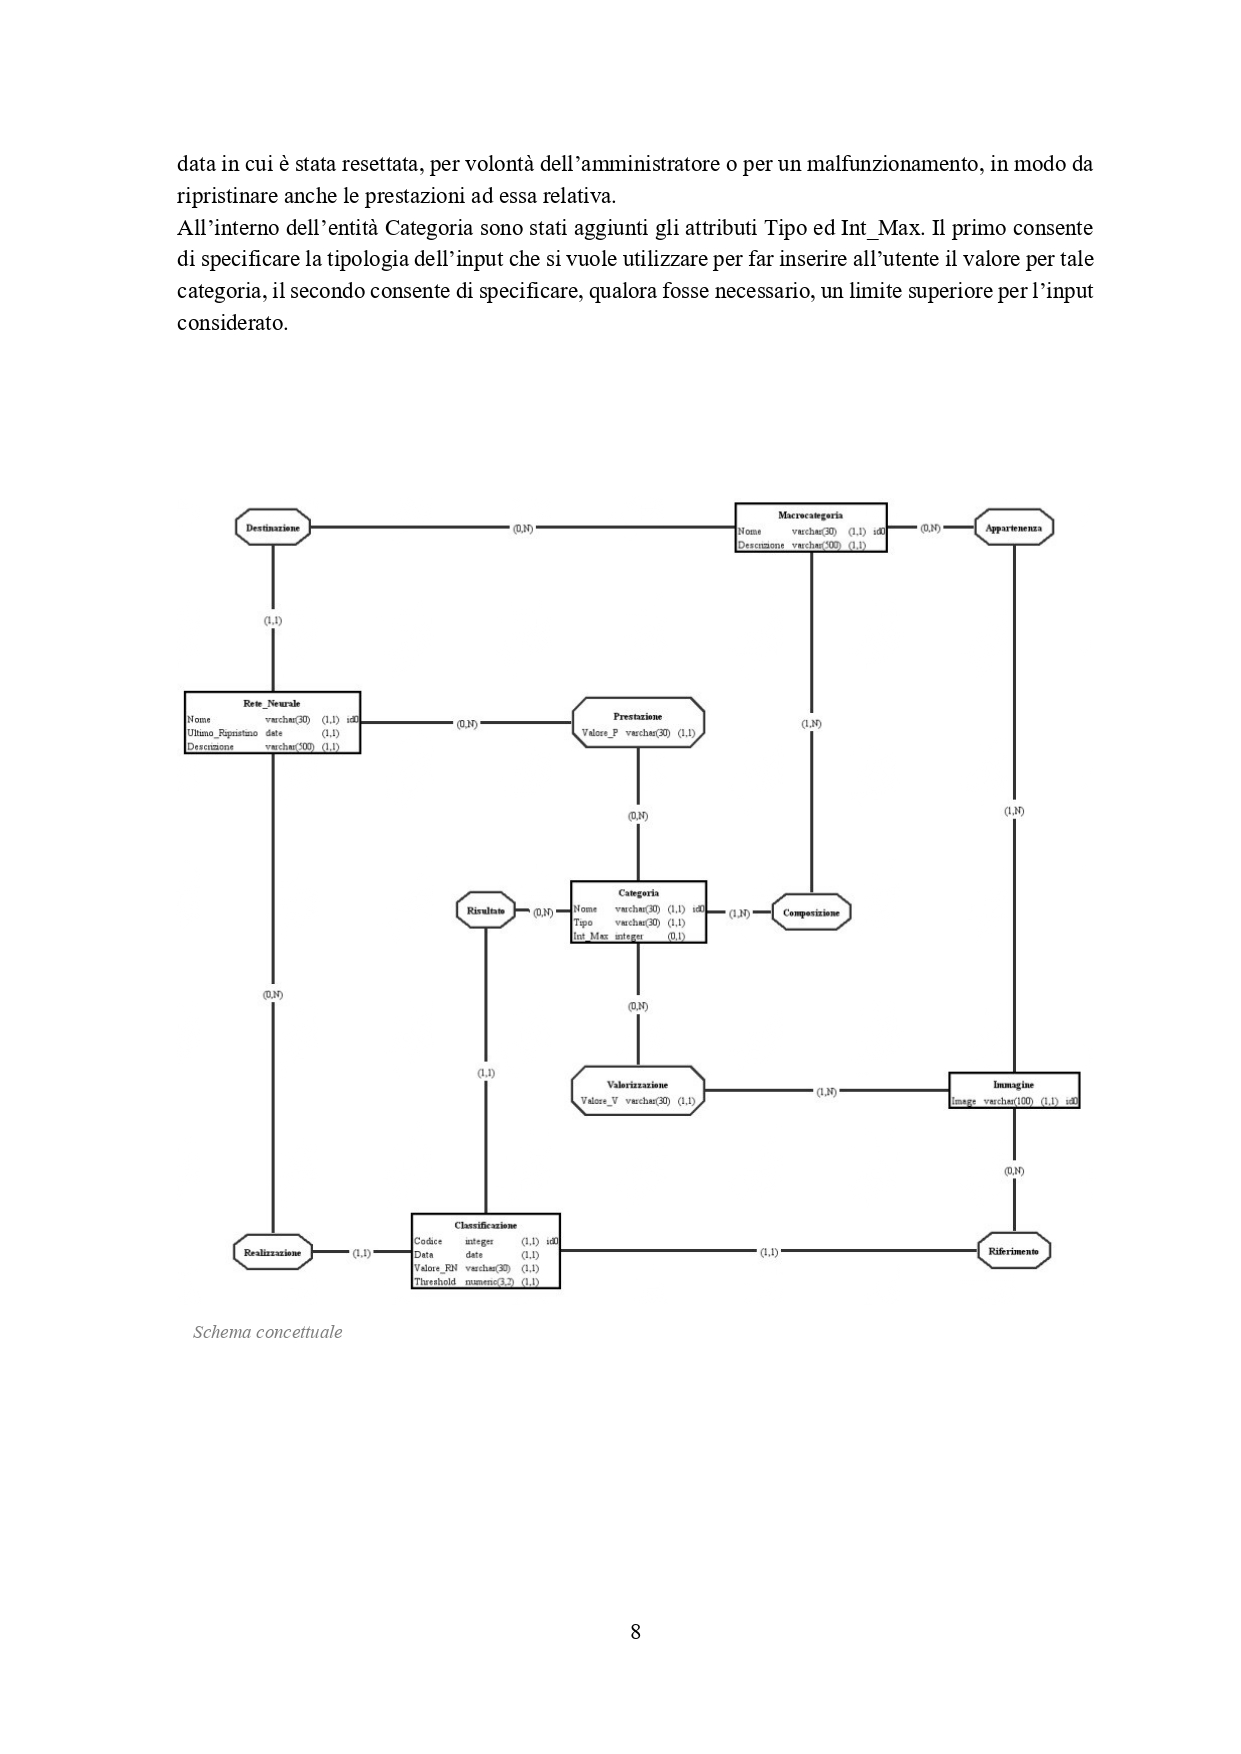 data in cui è stata resettata, per volontà dell’amministratore o per un malfunzionamento, in modo da
ripristinare anche le prestazioni ad essa relativa.
All’interno dell’entità Categoria sono stati aggiunti gli attributi Tipo ed Int_Max. Il primo consente
di specificare la tipologia dell’input che si vuole utilizzare per far inserire all’utente il valore per tale
categoria, il secondo consente di specificare, qualora fosse necessario, un limite superiore per l’input
considerato.
Destinazione
(0,N)
Macrocategoria
Nome varchar(30) (1,1) id0
Descrizione varchar(500) (1,1)
(0,N)
Appartenenza
(1,1)
Rete_Neurale
Nome varchar(30) (1,1) id0
Ultimo_Ripristino date (1,1)
Descrizione varchar(500) (1,1)
(0,N)
Prestazione
Valore_P varchar(30) (1,1)
(1,N)
(0,N)
(1,N)
Risultato
(0,N)
Categoria
Nome varchar(30) (1,1) id0
Tipo varchar(30) (1,1)
Int_Max integer (0,1)
(1,N)
Composizione
(0,N)
(0,N)
(1,1)
Valorizzazione
Valore_V varchar(30) (1,1)
(1,N)
Immagine
Image varchar(100) (1,1) id0
(0,N)
Realizzazione
(1,1)
Classificazione
Codice integer (1,1) id0
Data date (1,1)
Valore_RN varchar(30) (1,1)
Threshold numeric(3,2) (1,1)
(1,1)
Riferimento
Schema concettuale
8